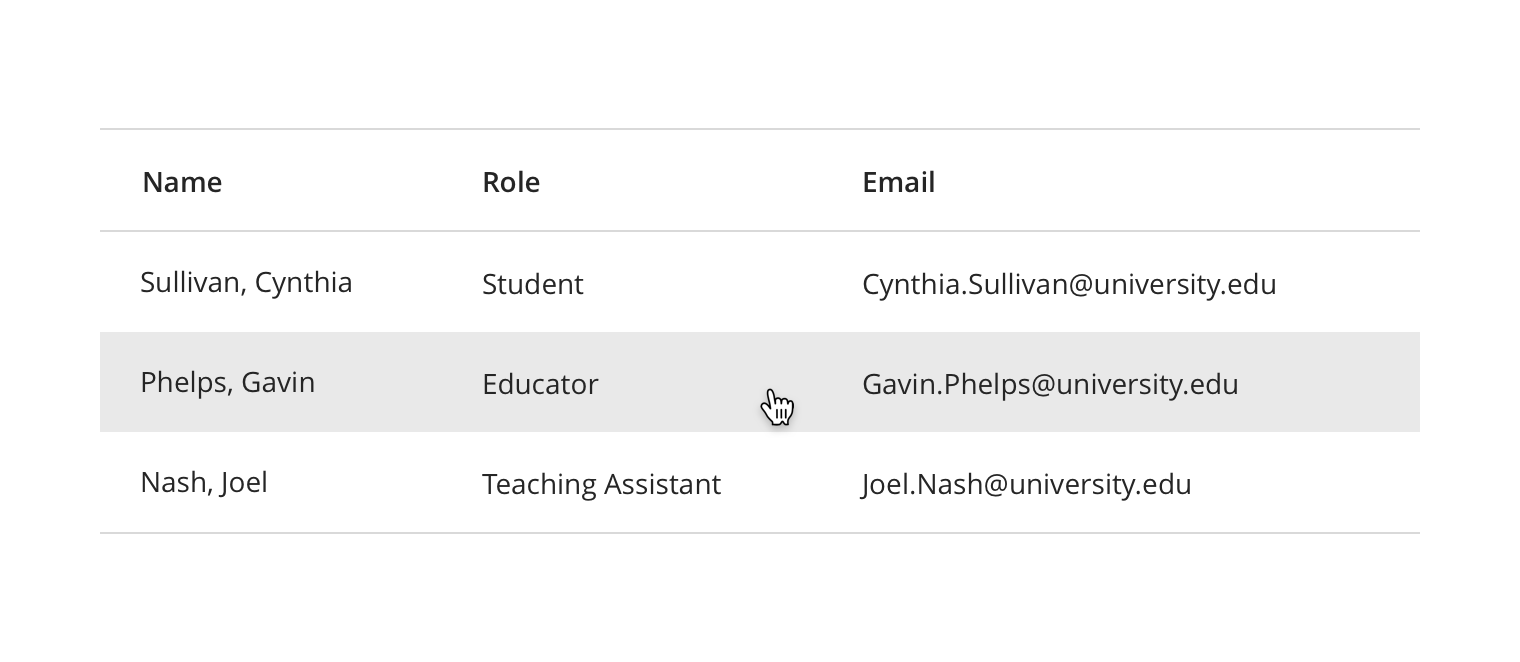 Name Role Email
Sullivan, Cynthia Student Cynthia.Sullivan@university.edu
Phelps, Gavin Educator Gavin.Phelps@university.edu
Nash, Joel Teaching Assistant Joel.Nash@university.edu